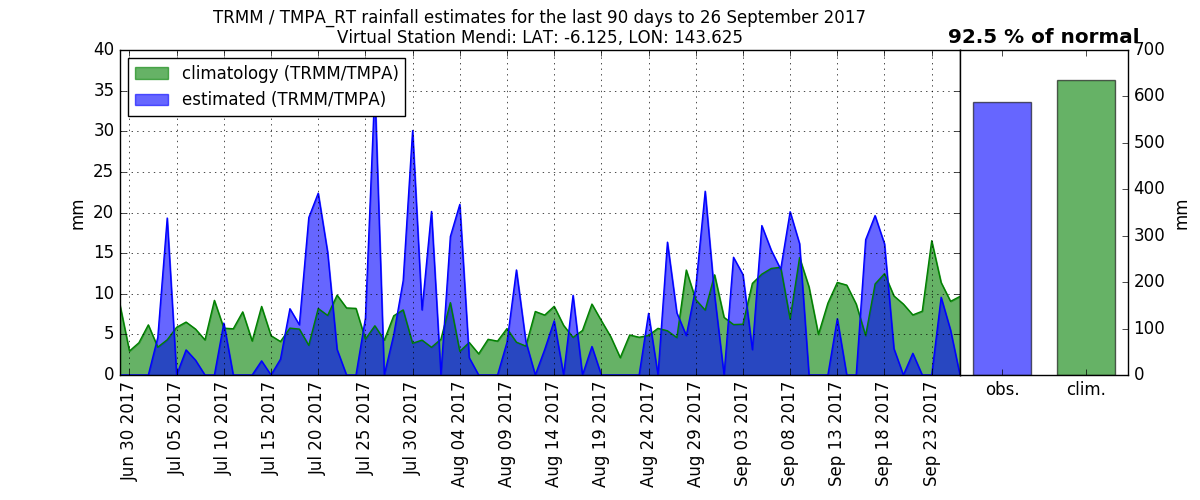 TRMM / TMPA_RT rainfall estimates for the last 90 days to 26 September 2017
Virtual Station Mendi: LAT: -6.125, LON: 143.625
92.5 % of normal
climatology (TRMM/TMPA)
estimated (TRMM/TMPA)
40
35
30
25
20
15
10
5
0
mm
Jun 30 2017
Jul 05 2017
Jul 10 2017
Jul 15 2017
Jul 20 2017
Jul 25 2017
Jul 30 2017
Aug 04 2017
Aug 09 2017
Aug 14 2017
Aug 19 2017
Aug 24 2017
Aug 29 2017
Sep 03 2017
Sep 08 2017
Sep 13 2017
Sep 18 2017
Sep 23 2017
700
600
500
400
300
200
100
0
mm
obs.
clim.